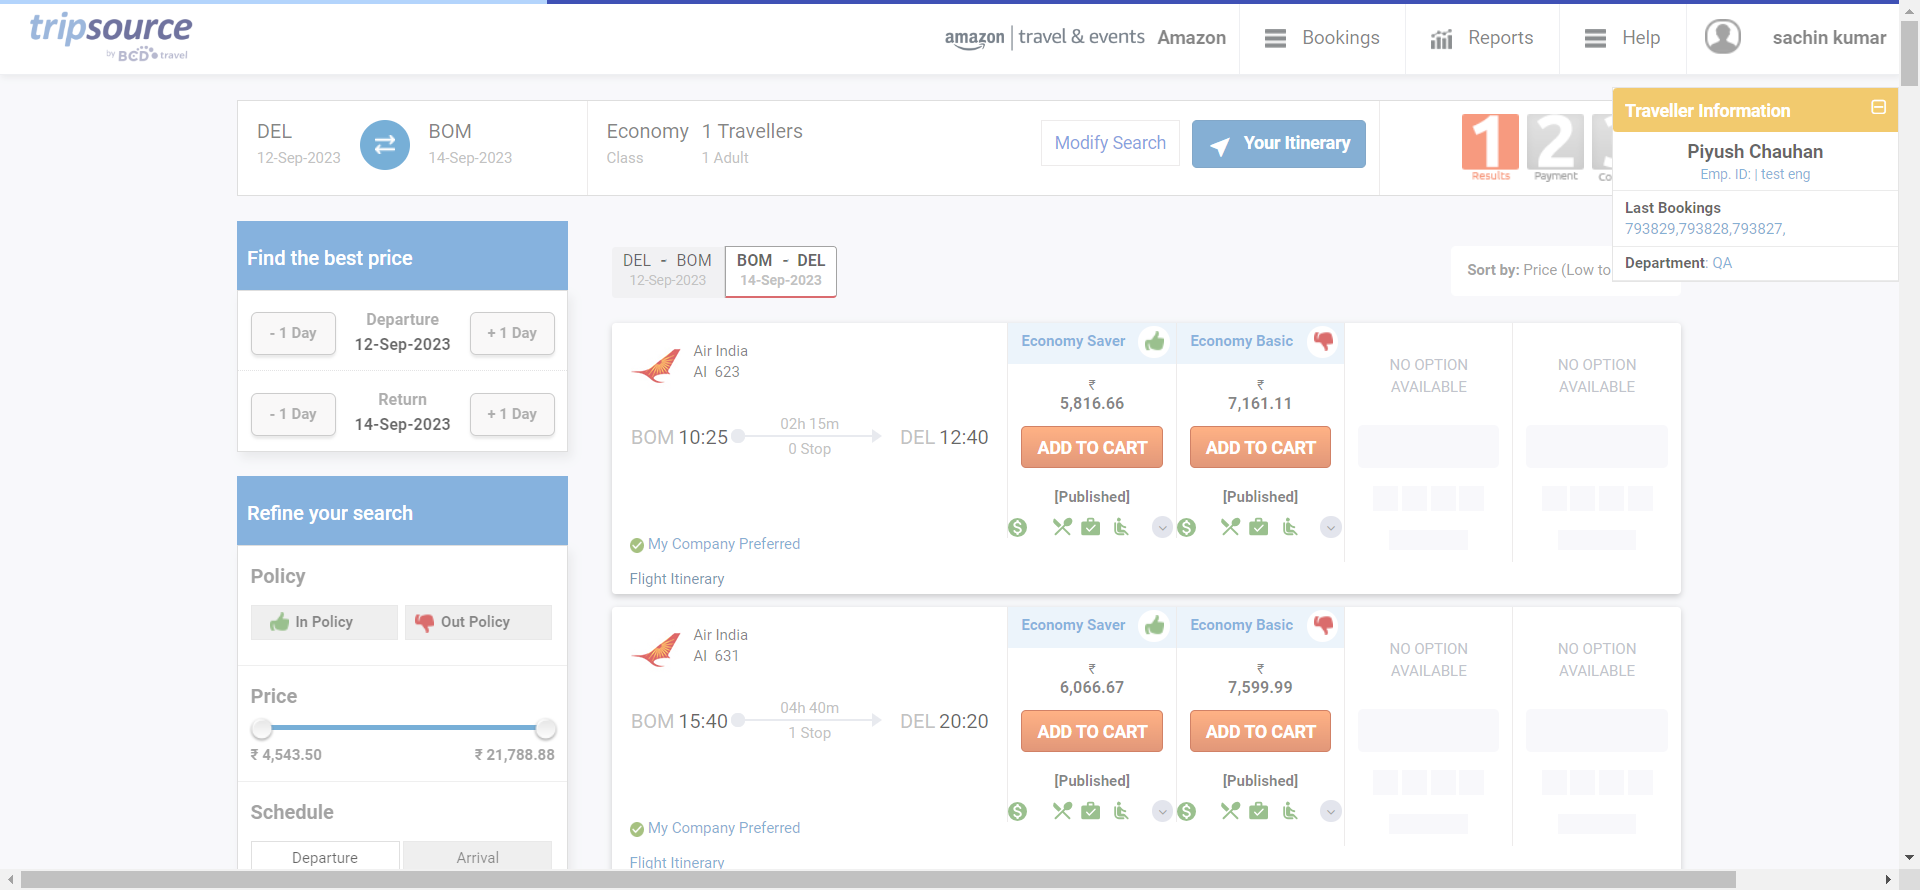 tripsource
by BCD travel
amazon travel & events Amazon
Bookings
Reports
Help
sachin kumar
DEL
12-Sep-2023
BOM
14-Sep-2023
Economy
Class
1 Travellers
1 Adult
Modify Search
Your Itinerary
1
Results
2
Payment
Co
Traveller Information
Piyush Chauhan
Emp. ID: | test eng
Last Bookings
793829,793828,793827,
Department: QA
Find the best price
- 1 Day
Departure
12-Sep-2023
+ 1 Day
- 1 Day
Return
14-Sep-2023
+ 1 Day
Refine your search
Policy
In Policy
Out Policy
Price
₹ 4,543.50
₹ 21,788.88
Schedule
Departure
Arrival
DEL - BOM
12-Sep-2023
BOM - DEL
14-Sep-2023
Sort by: Price (Low to
Air India
AI 623
BOM 10:25
02h 15m
0 Stop
DEL 12:40
My Company Preferred
Flight Itinerary
Economy Saver
₹
5,816.66
ADD TO CART
[Published]
Economy Basic
₹
7,161.11
ADD TO CART
[Published]
NO OPTION
AVAILABLE
NO OPTION
AVAILABLE
Air India
AI 631
BOM 15:40
04h 40m
1 Stop
DEL 20:20
My Company Preferred
Flight Itinerary
Economy Saver
₹
6,066.67
ADD TO CART
[Published]
Economy Basic
₹
7,599.99
ADD TO CART
[Published]
NO OPTION
AVAILABLE
NO OPTION
AVAILABLE